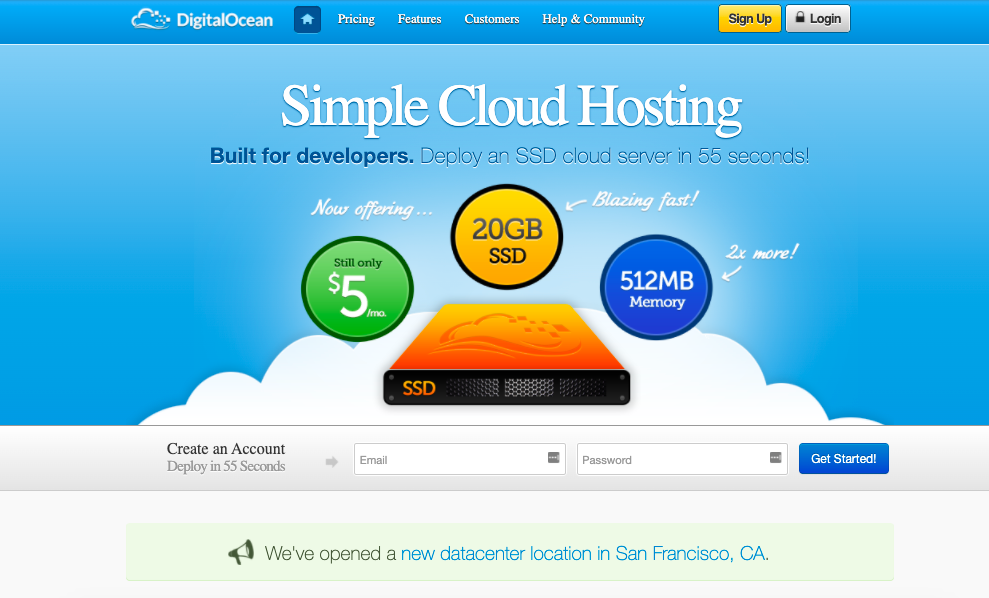 DigitalOcean
Pricing
Features
Customers
Help & Community
Sign Up
Login
Simple Cloud Hosting
Built for developers. Deploy an SSD cloud server in 55 seconds!
Now offering...
20GB
SSD
Blazing fast!
Still only
$5/mo.
512MB
Memory
2x more!
SSD
Create an Account
Deploy in 55 Seconds
Email
Password
Get Started!
We've opened a new datacenter location in San Francisco, CA.